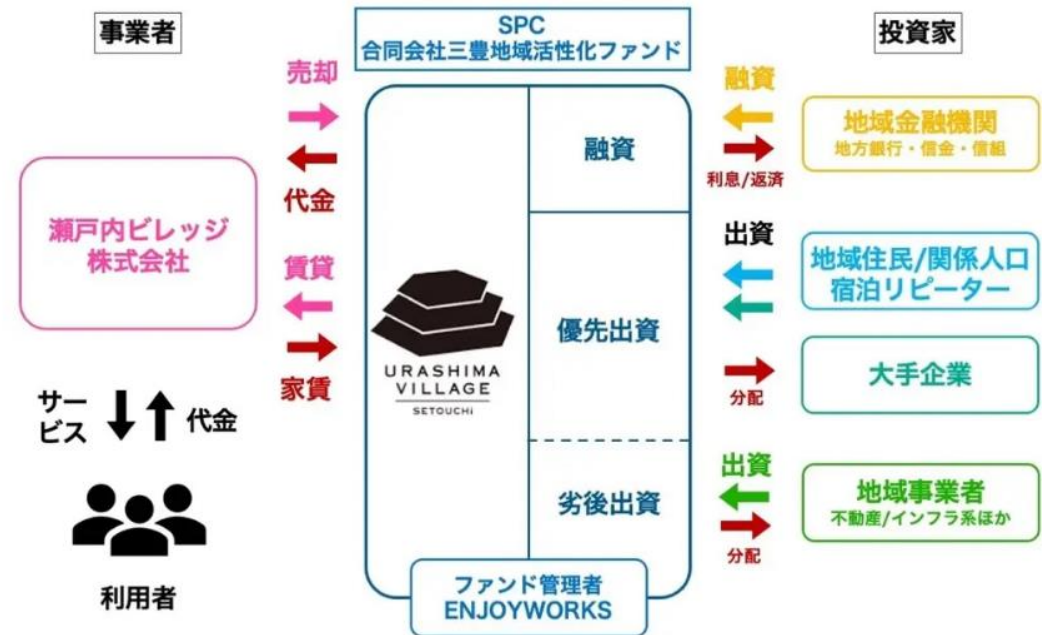 事業者
SPC
合同会社三豊地域活性化ファンド
投資家
売却
代金
瀬戸内ビレッジ
株式会社
賃貸
家賃
サー
ビス
代金
利用者
URASHIMA
VILLAGE
SETOUCHi
融資
優先出資
劣後出資
ファンド管理者
ENJOYWORKS
融資
利息/返済
地域金融機関
地方銀行・信金・信組
出資
地域住民/関係人口
宿泊リピーター
分配
大手企業
出資
分配
地域事業者
不動産/インフラ系ほか